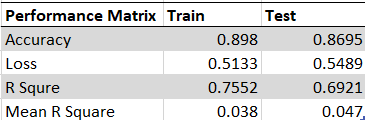 Performance Matrix Train Test
Accuracy 0.898 0.8695
Loss 0.5133 0.5489
R Squre 0.7552 0.6921
Mean R Square 0.038 0.047